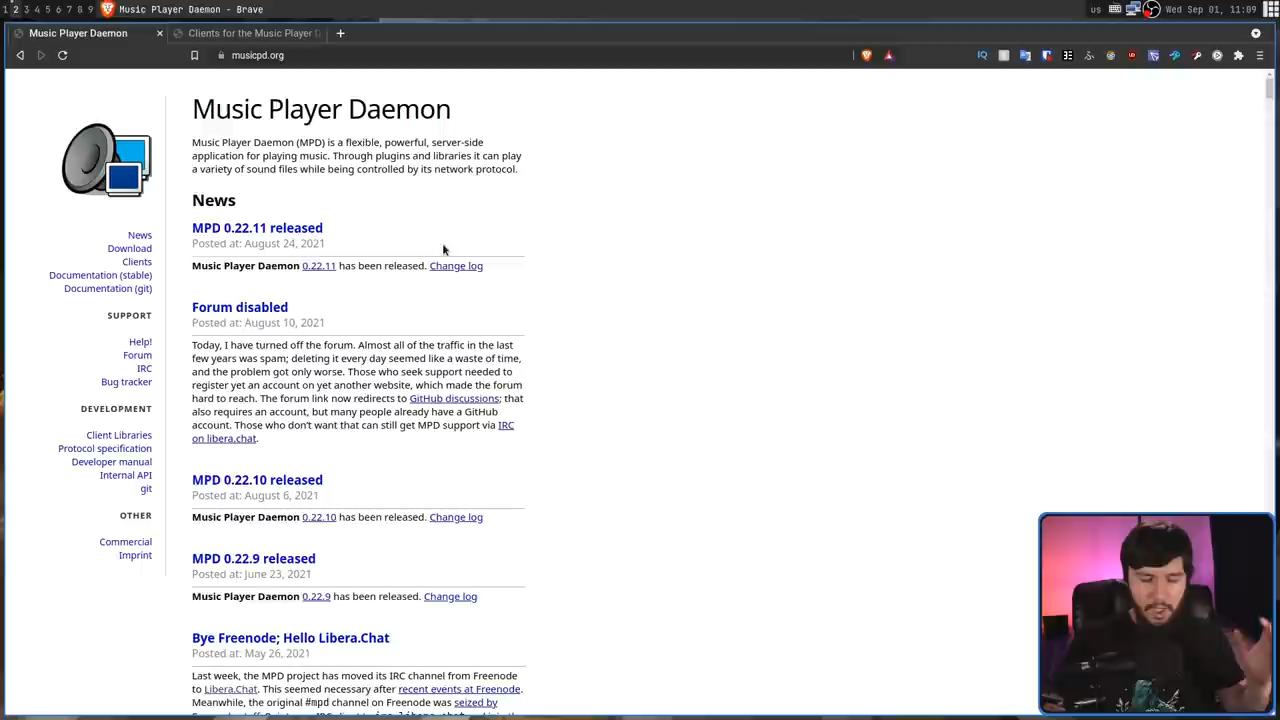 1 2 3 4 5 6 7 8 9 Music Player Daemon - Brave us Wed Sep 01, 11:09
Music Player Daemon Clients for the Music Player
musicpd.org
Music Player Daemon
Music Player Daemon (MPD) is a flexible, powerful, server-side
application for playing music. Through plugins and libraries it can play
a variety of sound files while being controlled by its network protocol.
News
MPD 0.22.11 released
Posted at: August 24, 2021
Music Player Daemon 0.22.11 has been released. Change log
Forum disabled
Posted at: August 10, 2021
Today, I have turned off the forum. Almost all of the traffic in the last
few years was spam; deleting it every day seemed like a waste of time,
and the problem got only worse. Those who seek support needed to
register yet an account on yet another website, which made the forum
hard to reach. The forum link now redirects to GitHub discussions; that
also requires an account, but many people already have a GitHub
account. Those who don't want that can still get MPD support via IRC
on libera.chat.
MPD 0.22.10 released
Posted at: August 6, 2021
Music Player Daemon 0.22.10 has been released. Change log
MPD 0.22.9 released
Posted at: June 23, 2021
Music Player Daemon 0.22.9 has been released. Change log
Bye Freenode; Hello Libera.Chat
Posted at: May 26, 2021
Last week, the MPD project has moved its IRC channel from Freenode
to Libera.Chat. This seemed necessary after recent events at Freenode.
Meanwhile, the original #mpd channel on Freenode was seized by
News
Download
Clients
Documentation (stable)
Documentation (git)
SUPPORT
Help!
Forum
IRC
Bug tracker
DEVELOPMENT
Client Libraries
Protocol specification
Developer manual
Internal API
git
OTHER
Commercial
Imprint